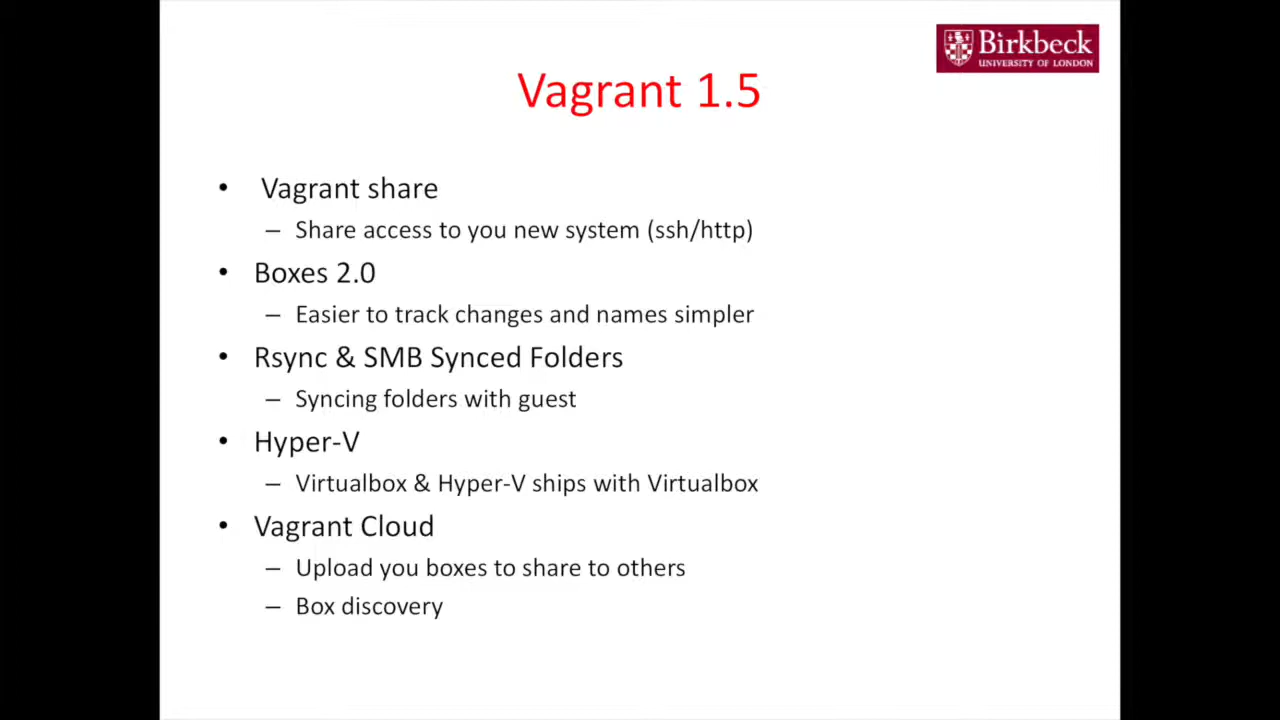 Birkbeck
UNIVERSITY OF LONDON
Vagrant 1.5
• Vagrant share
– Share access to you new system (ssh/http)
• Boxes 2.0
– Easier to track changes and names simpler
• Rsync & SMB Synced Folders
– Syncing folders with guest
• Hyper-V
– Virtualbox & Hyper-V ships with Virtualbox
• Vagrant Cloud
– Upload you boxes to share to others
– Box discovery